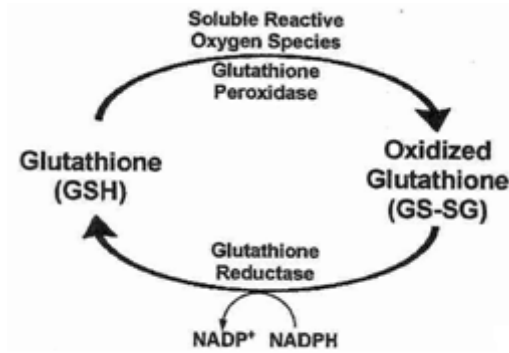 Soluble Reactive
Oxygen Species
Glutathione
Peroxidase
Glutathione
(GSH)
Oxidized
Glutathione
(GS-SG)
Glutathione
Reductase
NADP⁺ NADPH